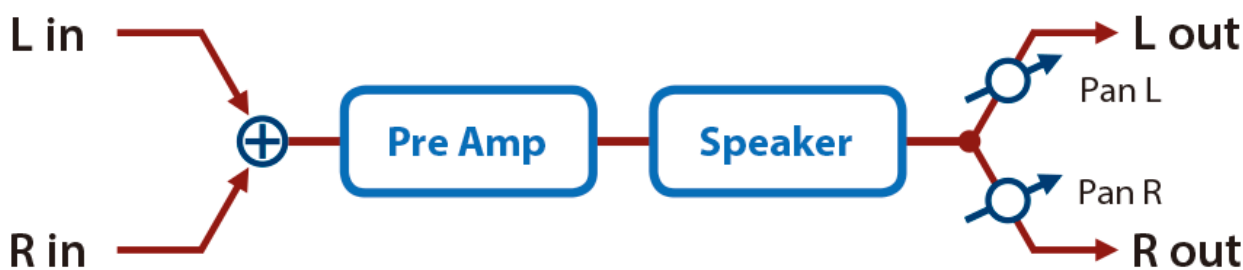 L in
R in
Pre Amp
Speaker
Pan L
Pan R
L out
R out